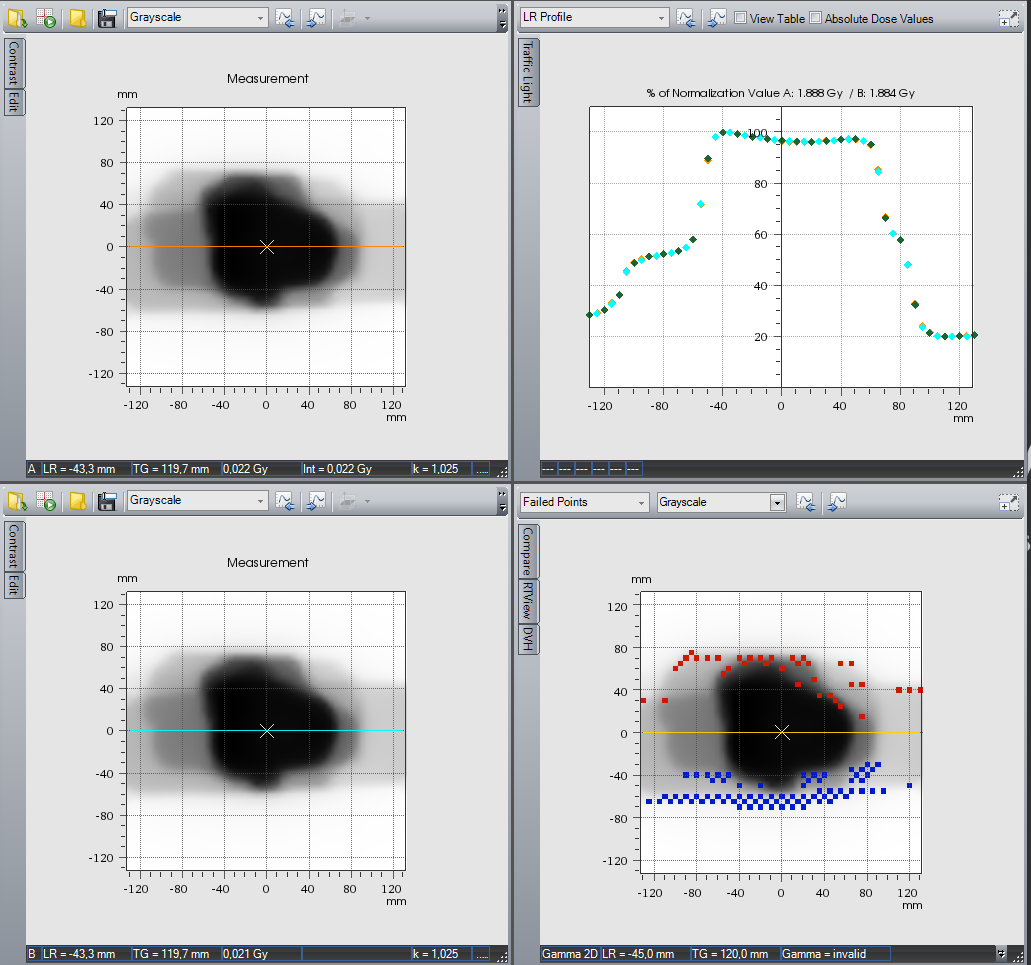 Grayscale
Contrast
Edit
Measurement
mm
120
80
40
0
-40
-80
-120
-120 -80 -40 0 40 80 120
mm
A LR = -43,3 mm TG = 119,7 mm 0,022 Gy Int = 0,022 Gy k = 1,025 .....
LR Profile View Table Absolute Dose Values
Traffic Light
% of Normalization Value A: 1.888 Gy / B: 1.884 Gy
100
80
60
40
20
-120 -80 -40 0 40 80 120
mm
--- --- --- --- --- ---
Grayscale
Contrast
Edit
Measurement
mm
120
80
40
0
-40
-80
-120
-120 -80 -40 0 40 80 120
mm
B LR = -43,3 mm TG = 119,7 mm 0,021 Gy k = 1,025 .....
Failed Points Grayscale
Compare
RTView
DVH
mm
120
80
40
0
-40
-80
-120
-120 -80 -40 0 40 80 120
mm
Gamma 2D LR = -45,0 mm TG = 120,0 mm Gamma = invalid